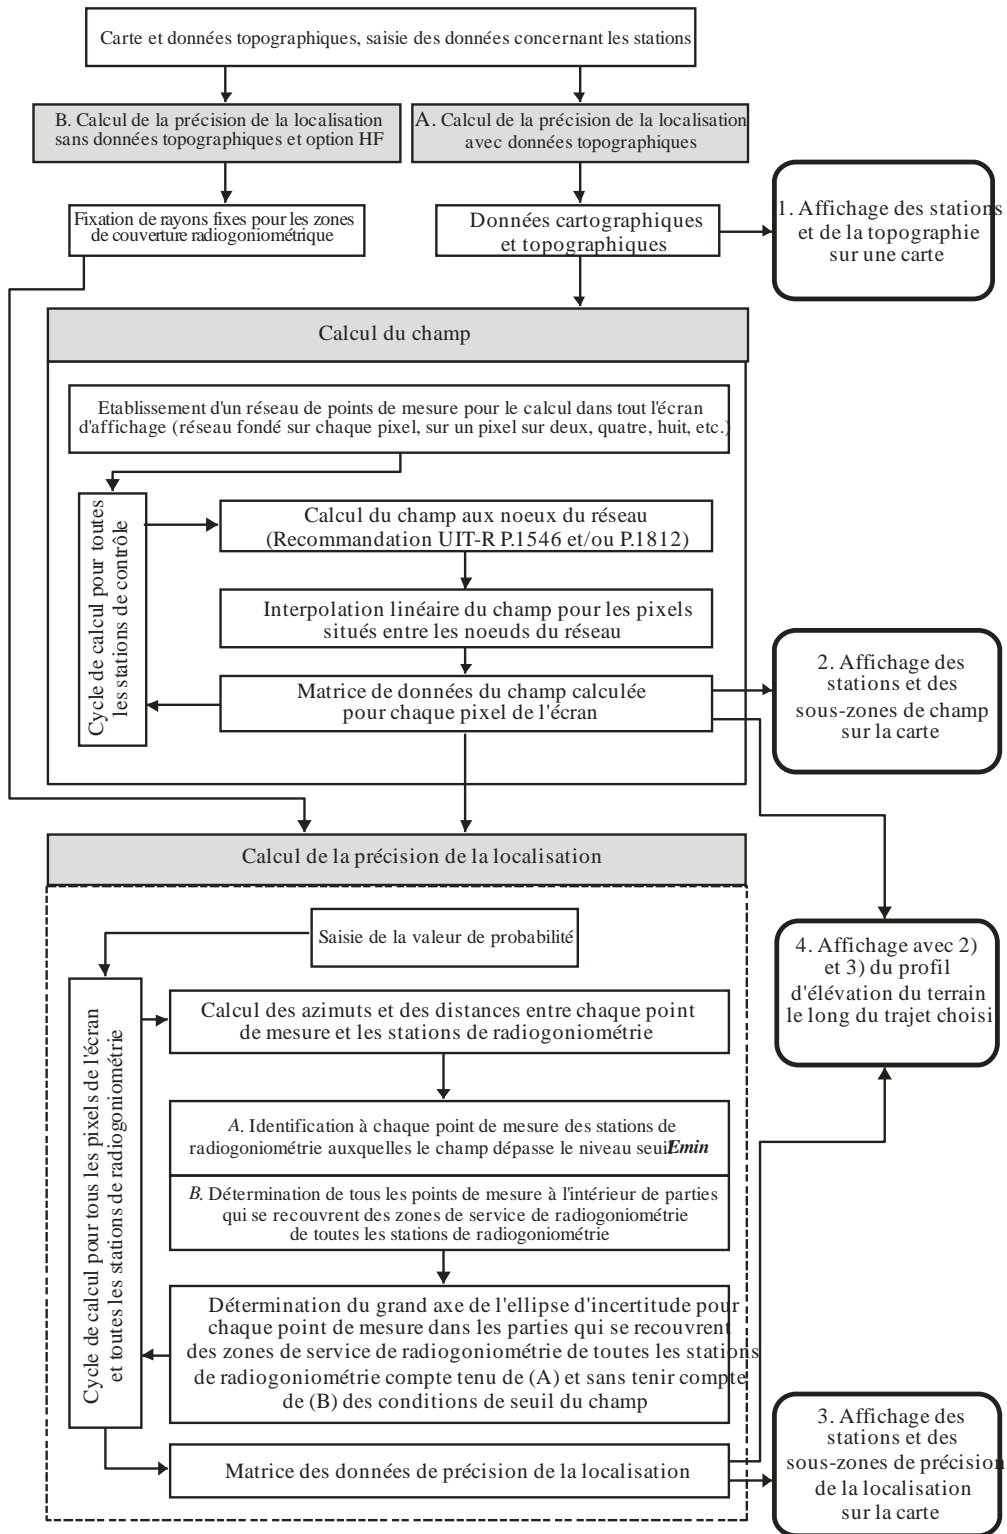 Carte et données topographiques, saisie des données concernant les stations
B. Calcul de la précision de la localisation
sans données topographiques et option HF
A. Calcul de la précision de la localisation
avec données topographiques
Fixation de rayons fixes pour les zones
de couverture radiogoniométrique
Données cartographiques
et topographiques
1. Affichage des stations
et de la topographie
sur une carte
Calcul du champ
Etablissement d'un réseau de points de mesure pour le calcul dans tout l'écran
d'affichage (réseau fondé sur chaque pixel, sur un pixel sur deux, quatre, huit, etc.)
Cycle de calcul pour toutes
les stations de contrôle
Calcul du champ aux noeux du réseau
(Recommandation UIT-R P.1546 et/ou P.1812)
Interpolation linéaire du champ pour les pixels
situés entre les noeuds du réseau
Matrice de données du champ calculée
pour chaque pixel de l'écran
2. Affichage des
stations et des
sous-zones de champ
sur la carte
Calcul de la précision de la localisation
Saisie de la valeur de probabilité
Cycle de calcul pour tous les pixels de l'écran
et toutes les stations de radiogoniométrie
Calcul des azimuts et des distances entre chaque point
de mesure et les stations de radiogoniométrie
4. Affichage avec 2)
et 3) du profil
d'élévation du terrain
le long du trajet choisi
A. Identification à chaque point de mesure des stations de
radiogoniométrie auxquelles le champ dépasse le niveau seuil Emin
B. Détermination de tous les points de mesure à l'intérieur de parties
qui se recouvrent des zones de service de radiogoniométrie
de toutes les stations de radiogoniométrie
Détermination du grand axe de l'ellipse d'incertitude pour
chaque point de mesure dans les parties qui se recouvrent
des zones de service de radiogoniométrie de toutes les stations
de radiogoniométrie compte tenu de (A) et sans tenir compte
de (B) des conditions de seuil du champ
Matrice des données de précision de la localisation
3. Affichage des
stations et des
sous-zones de précision
de la localisation
sur la carte